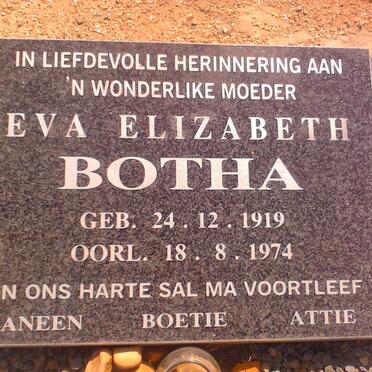 IN LIEFDEVOLLE HERINNERING AAN
'N WONDERLIKE MOEDER
EVA ELIZABETH
BOTHA
GEB. 24.12.1919
OORL. 18.8.1974
N ONS HARTE SAL MA VOORTLEEF
ANEEN BOETIE ATTIE